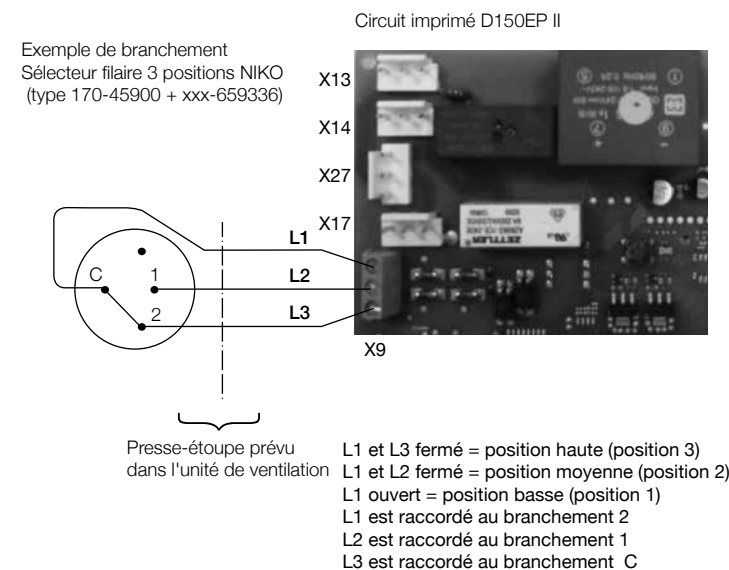 Circuit imprimé D150EP II
Exemple de branchement
Sélecteur filaire 3 positions NIKO
(type 170-45900 + xxx-659336)
X13
X14
X27
X17
L1
L2
L3
C
1
2
X9
ZETTLER
Presse-étoupe prévu
dans l'unité de ventilation
L1 et L3 fermé = position haute (position 3)
L1 et L2 fermé = position moyenne (position 2)
L1 ouvert = position basse (position 1)
L1 est raccordé au branchement 2
L2 est raccordé au branchement 1
L3 est raccordé au branchement C